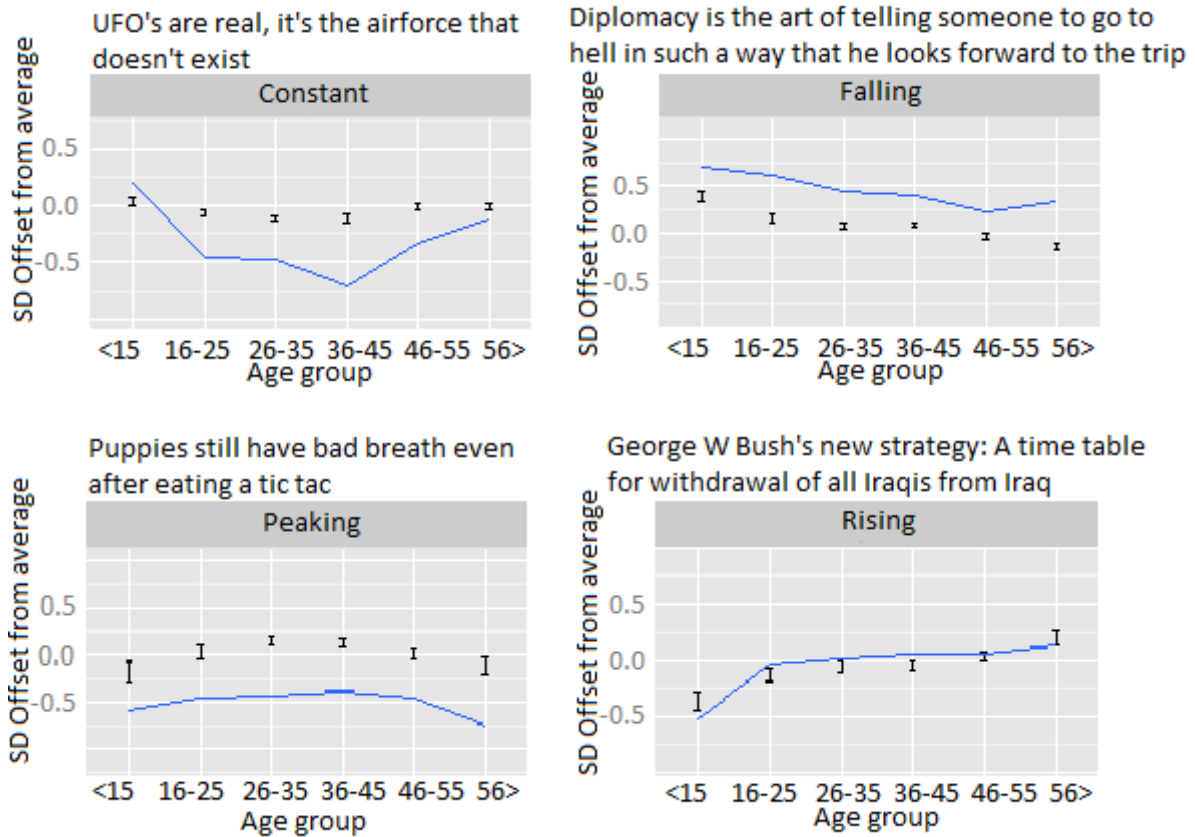 UFO's are real, it's the airforce that
doesn't exist
Constant
SD Offset from average
0.5
0.0
-0.5
<15 16-25 26-35 36-45 46-55 56>
Age group
Diplomacy is the art of telling someone to go to
hell in such a way that he looks forward to the trip
Falling
SD Offset from average
0.5
0.0
-0.5
<15 16-25 26-35 36-45 46-55 56>
Age group
Puppies still have bad breath even
after eating a tic tac
Peaking
SD Offset from average
0.5
0.0
-0.5
<15 16-25 26-35 36-45 46-55 56>
Age group
George W Bush's new strategy: A time table
for withdrawal of all Iraqis from Iraq
Rising
SD Offset from average
0.5
0.0
-0.5
<15 16-25 26-35 36-45 46-55 56>
Age group